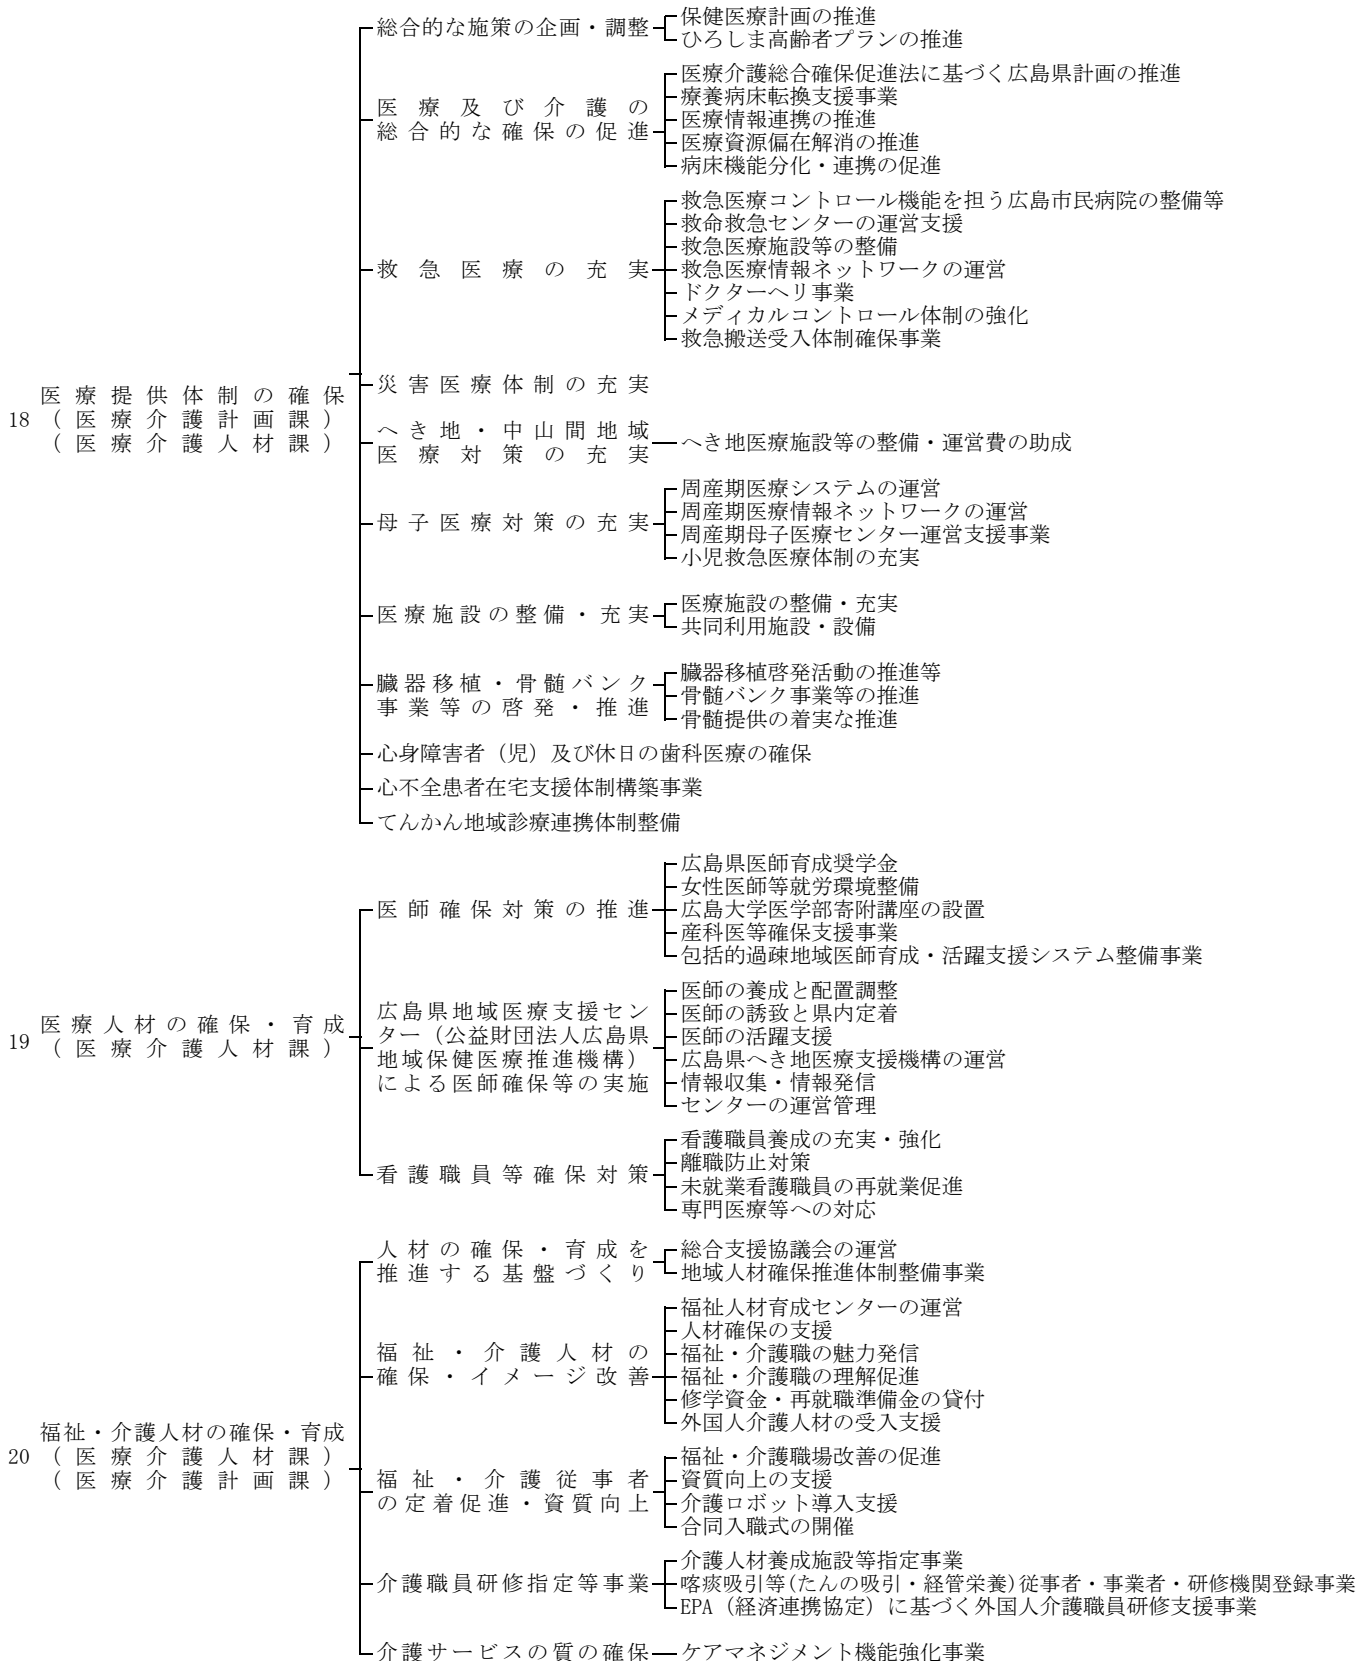 総合的な施策の企画・調整
保健医療計画の推進
ひろしま高齢者プランの推進
医療及び介護の
総合的な確保の促進
医療介護総合確保促進法に基づく広島県計画の推進
療養病床転換支援事業
医療情報連携の推進
医療資源偏在解消の推進
病床機能分化・連携の促進
救急医療の充実
救急医療コントロール機能を担う広島市民病院の整備等
救命救急センターの運営支援
救急医療施設等の整備
救急医療情報ネットワークの運営
ドクターヘリ事業
メディカルコントロール体制の強化
救急搬送受入体制確保事業
18
医療提供体制の確保
(医療介護計画課)
(医療介護人材課)
災害医療体制の充実
へき地・中山間地域
医療対策の充実
へき地医療施設等の整備・運営費の助成
母子医療対策の充実
周産期医療システムの運営
周産期医療情報ネットワークの運営
周産期母子医療センター運営支援事業
小児救急医療体制の充実
医療施設の整備・充実
医療施設の整備・充実
共同利用施設・設備
臓器移植・骨髄バンク
事業等の啓発・推進
臓器移植啓発活動の推進等
骨髄バンク事業等の推進
骨髄提供の着実な推進
心身障害者（児）及び休日の歯科医療の確保
心不全患者在宅支援体制構築事業
てんかん地域診療連携体制整備
19
医療人材の確保・育成
(医療介護人材課)
医師確保対策の推進
広島県医師育成奨学金
女性医師等就労環境整備
広島大学医学部寄附講座の設置
産科医等確保支援事業
包括的過疎地域医師育成・活躍支援システム整備事業
広島県地域医療支援セン
ター（公益財団法人広島県
地域保健医療推進機構）
による医師確保等の実施
医師の養成と配置調整
医師の誘致と県内定着
医師の活躍支援
広島県へき地医療支援機構の運営
情報収集・情報発信
センターの運営管理
看護職員等確保対策
看護職員養成の充実・強化
離職防止対策
未就業看護職員の再就業促進
専門医療等への対応
20
福祉・介護人材の確保・育成
(医療介護人材課)
(医療介護計画課)
人材の確保・育成を
推進する基盤づくり
総合支援協議会の運営
地域人材確保推進体制整備事業
福祉・介護人材の
確保・イメージ改善
福祉人材育成センターの運営
人材確保の支援
福祉・介護職の魅力発信
福祉・介護職の理解促進
修学資金・再就職準備金の貸付
外国人介護人材の受入支援
福祉・介護従事者
の定着促進・資質向上
福祉・介護職場改善の促進
資質向上の支援
介護ロボット導入支援
合同入職式の開催
介護職員研修指定等事業
介護人材養成施設等指定事業
喀痰吸引等(たんの吸引・経管栄養)従事者・事業者・研修機関登録事業
EPA（経済連携協定）に基づく外国人介護職員研修支援事業
介護サービスの質の確保
ケアマネジメント機能強化事業